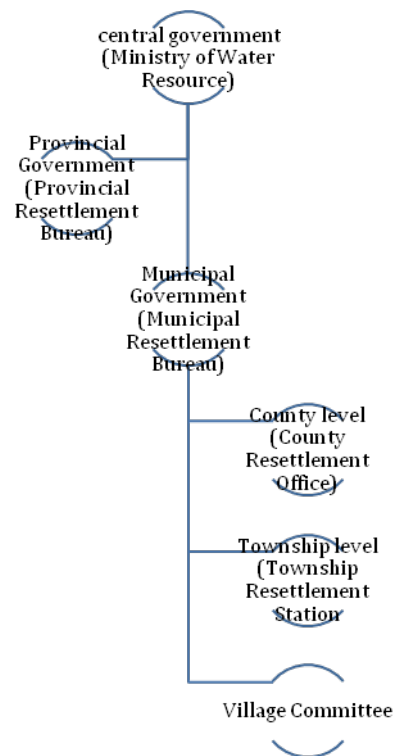 central government
(Ministry of Water
Resource)
Provincial
Government
(Provincial
Resettlement
Bureau)
Municipal
Government
(Municipal
Resettlement
Bureau)
County level
(County
Resettlement
Office)
Township level
(Township
Resettlement
Station
Village Committee